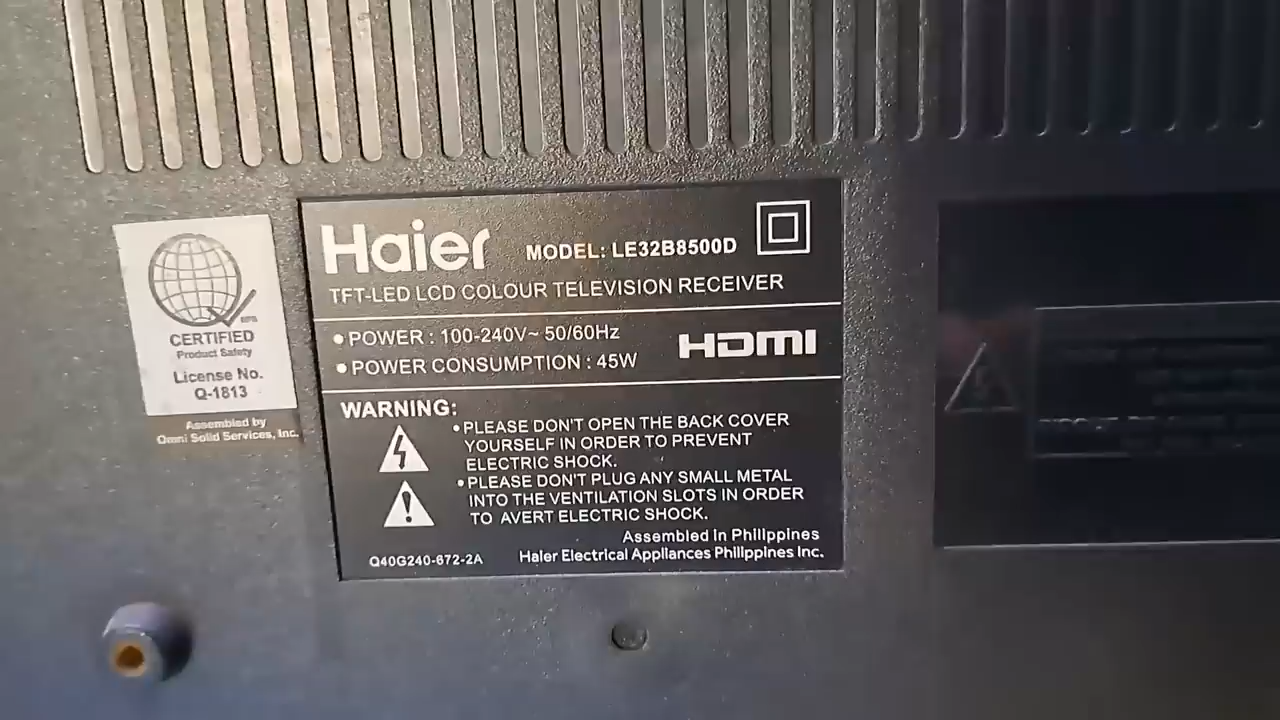 Haier MODEL: LE32B8500D
TFT-LED LCD COLOUR TELEVISION RECEIVER
• POWER : 100-240V~ 50/60Hz
• POWER CONSUMPTION : 45W
HDMI
WARNING:
• PLEASE DON'T OPEN THE BACK COVER
YOURSELF IN ORDER TO PREVENT
ELECTRIC SHOCK.
• PLEASE DON'T PLUG ANY SMALL METAL
INTO THE VENTILATION SLOTS IN ORDER
TO AVERT ELECTRIC SHOCK.
Assembled in Philippines
Q40G240-672-2A Haier Electrical Appliances Philippines Inc.
CERTIFIED
Product Safety
License No.
Q-1813
Assembled by
Omni Solid Services, Inc.